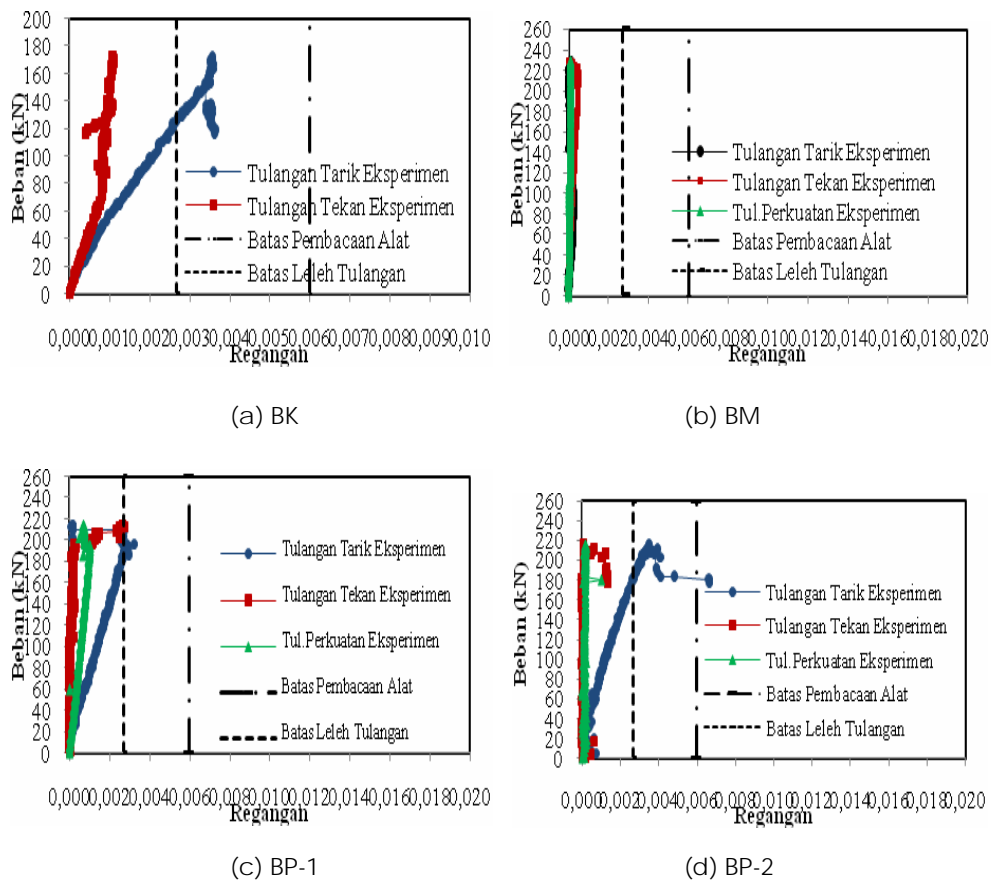 200
180
160
140
120
100
80
60
40
20
0
Beban (kN)
Tulangan Tarik Eksperimen
Tulangan Tekan Eksperimen
Batas Pembacaan Alat
Batas Leleh Tulangan
0,0000,0010,0020,0030,0040,0050,0060,0070,0080,0090,010
Regangan
(a) BK
260
240
220
200
180
160
140
120
100
80
60
40
20
0
Beban (kN)
Tulangan Tarik Eksperimen
Tulangan Tekan Eksperimen
Tul.Perkuatan Eksperimen
Batas Pembacaan Alat
Batas Leleh Tulangan
0,0000,0020,0040,0060,0080,0100,0120,0140,0160,0180,020
Regangan
(b) BM
260
240
220
200
180
160
140
120
100
80
60
40
20
0
Beban (kN)
Tulangan Tarik Eksperimen
Tulangan Tekan Eksperimen
Tul.Perkuatan Eksperimen
Batas Pembacaan Alat
Batas Leleh Tulangan
0,0000,0020,0040,0060,0080,0100,0120,0140,0160,0180,020
Regangan
(c) BP-1
260
240
220
200
180
160
140
120
100
80
60
40
20
0
Beban (kN)
Tulangan Tarik Eksperimen
Tulangan Tekan Eksperimen
Tul.Perkuatan Eksperimen
Batas Pembacaan Alat
Batas Leleh Tulangan
0,0000,0020,0040,0060,0080,0100,0120,0140,0160,0180,020
Regangan
(d) BP-2